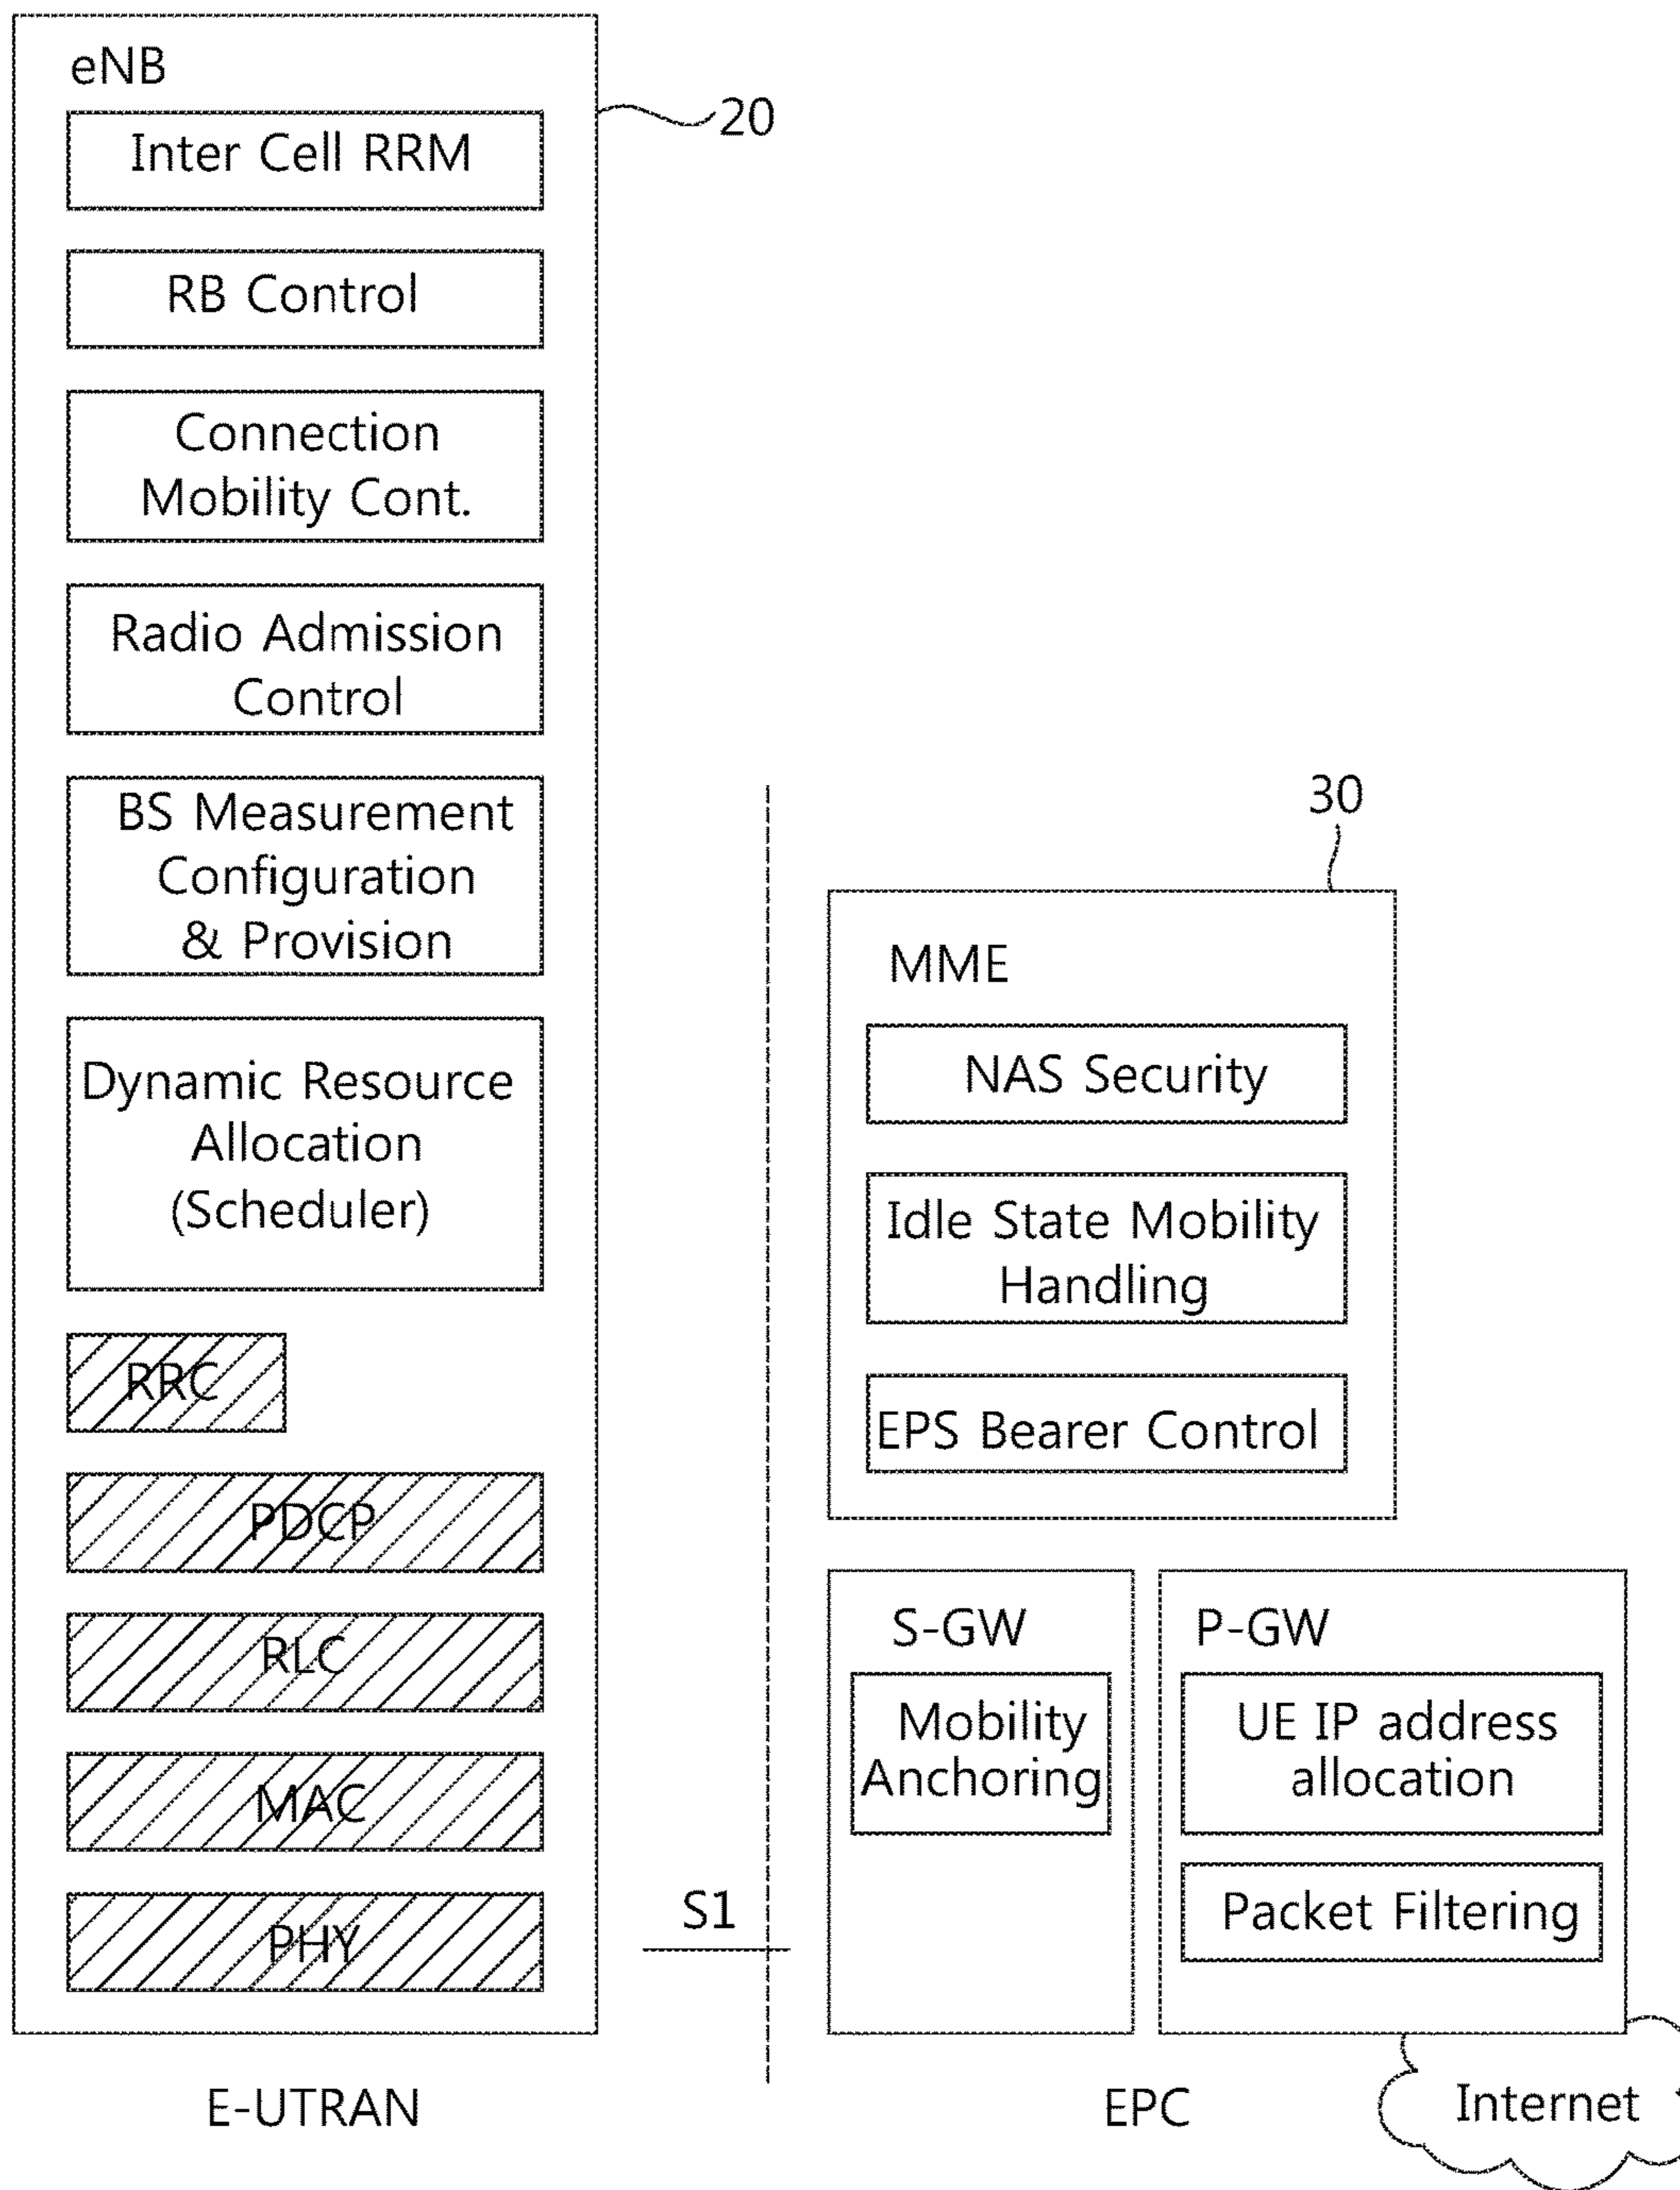 eNB
20
Inter Cell RRM
RB Control
Connection
Mobility Cont.
Radio Admission
Control
BS Measurement
Configuration
& Provision
Dynamic Resource
Allocation
(Scheduler)
RRC
PDCP
RLC
MAC
PHY
E-UTRAN
S1
30
MME
NAS Security
Idle State Mobility
Handling
EPS Bearer Control
S-GW
Mobility
Anchoring
P-GW
UE IP address
allocation
Packet Filtering
EPC
Internet